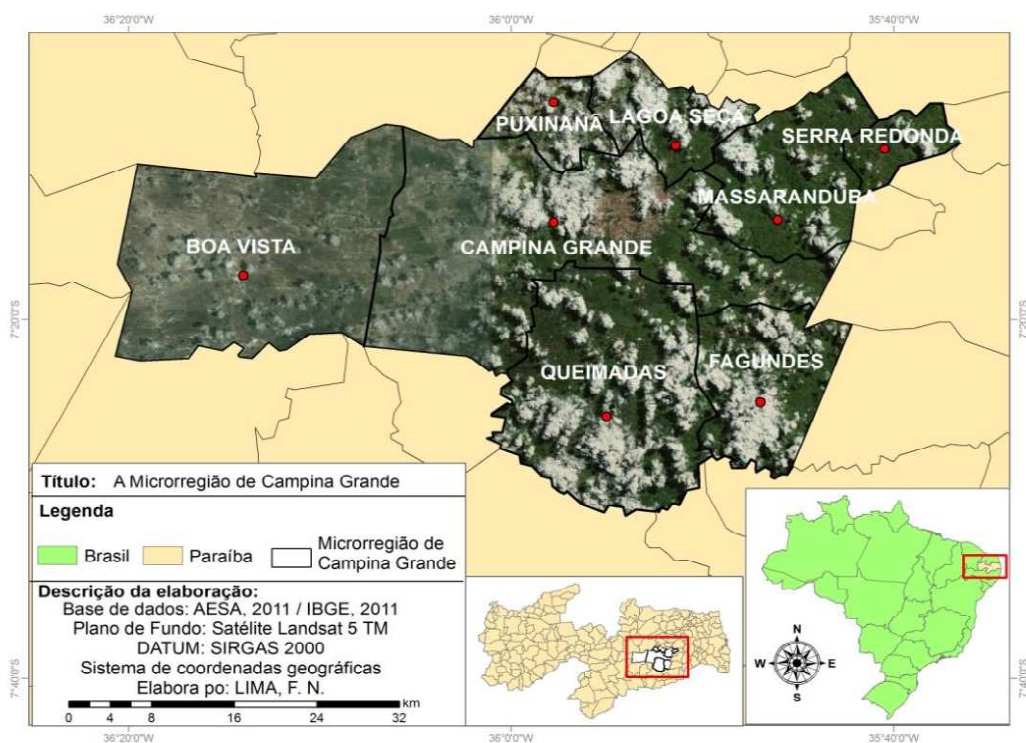 36°20'0"W 36°0'0"W 35°40'0"W
PUXINANÃ
LAGOA SECA
SERRA REDONDA
MASSARANDUBA
BOA VISTA
CAMPINA GRANDE
7°20'0"S
7°20'0"S
QUEIMADAS
FAGUNDES
Título: A Microrregião de Campina Grande
Legenda
Brasil
Paraíba
Microrregião de
Campina Grande
Descrição da elaboração:
Base de dados: AESA, 2011 / IBGE, 2011
Plano de Fundo: Satélite Landsat 5 TM
DATUM: SIRGAS 2000
Sistema de coordenadas geográficas
Elabora po: LIMA, F. N.
km
0 4 8 16 24 32
N
W E
S
7°40'0"S
7°40'0"S
36°20'0"W 36°0'0"W 35°40'0"W